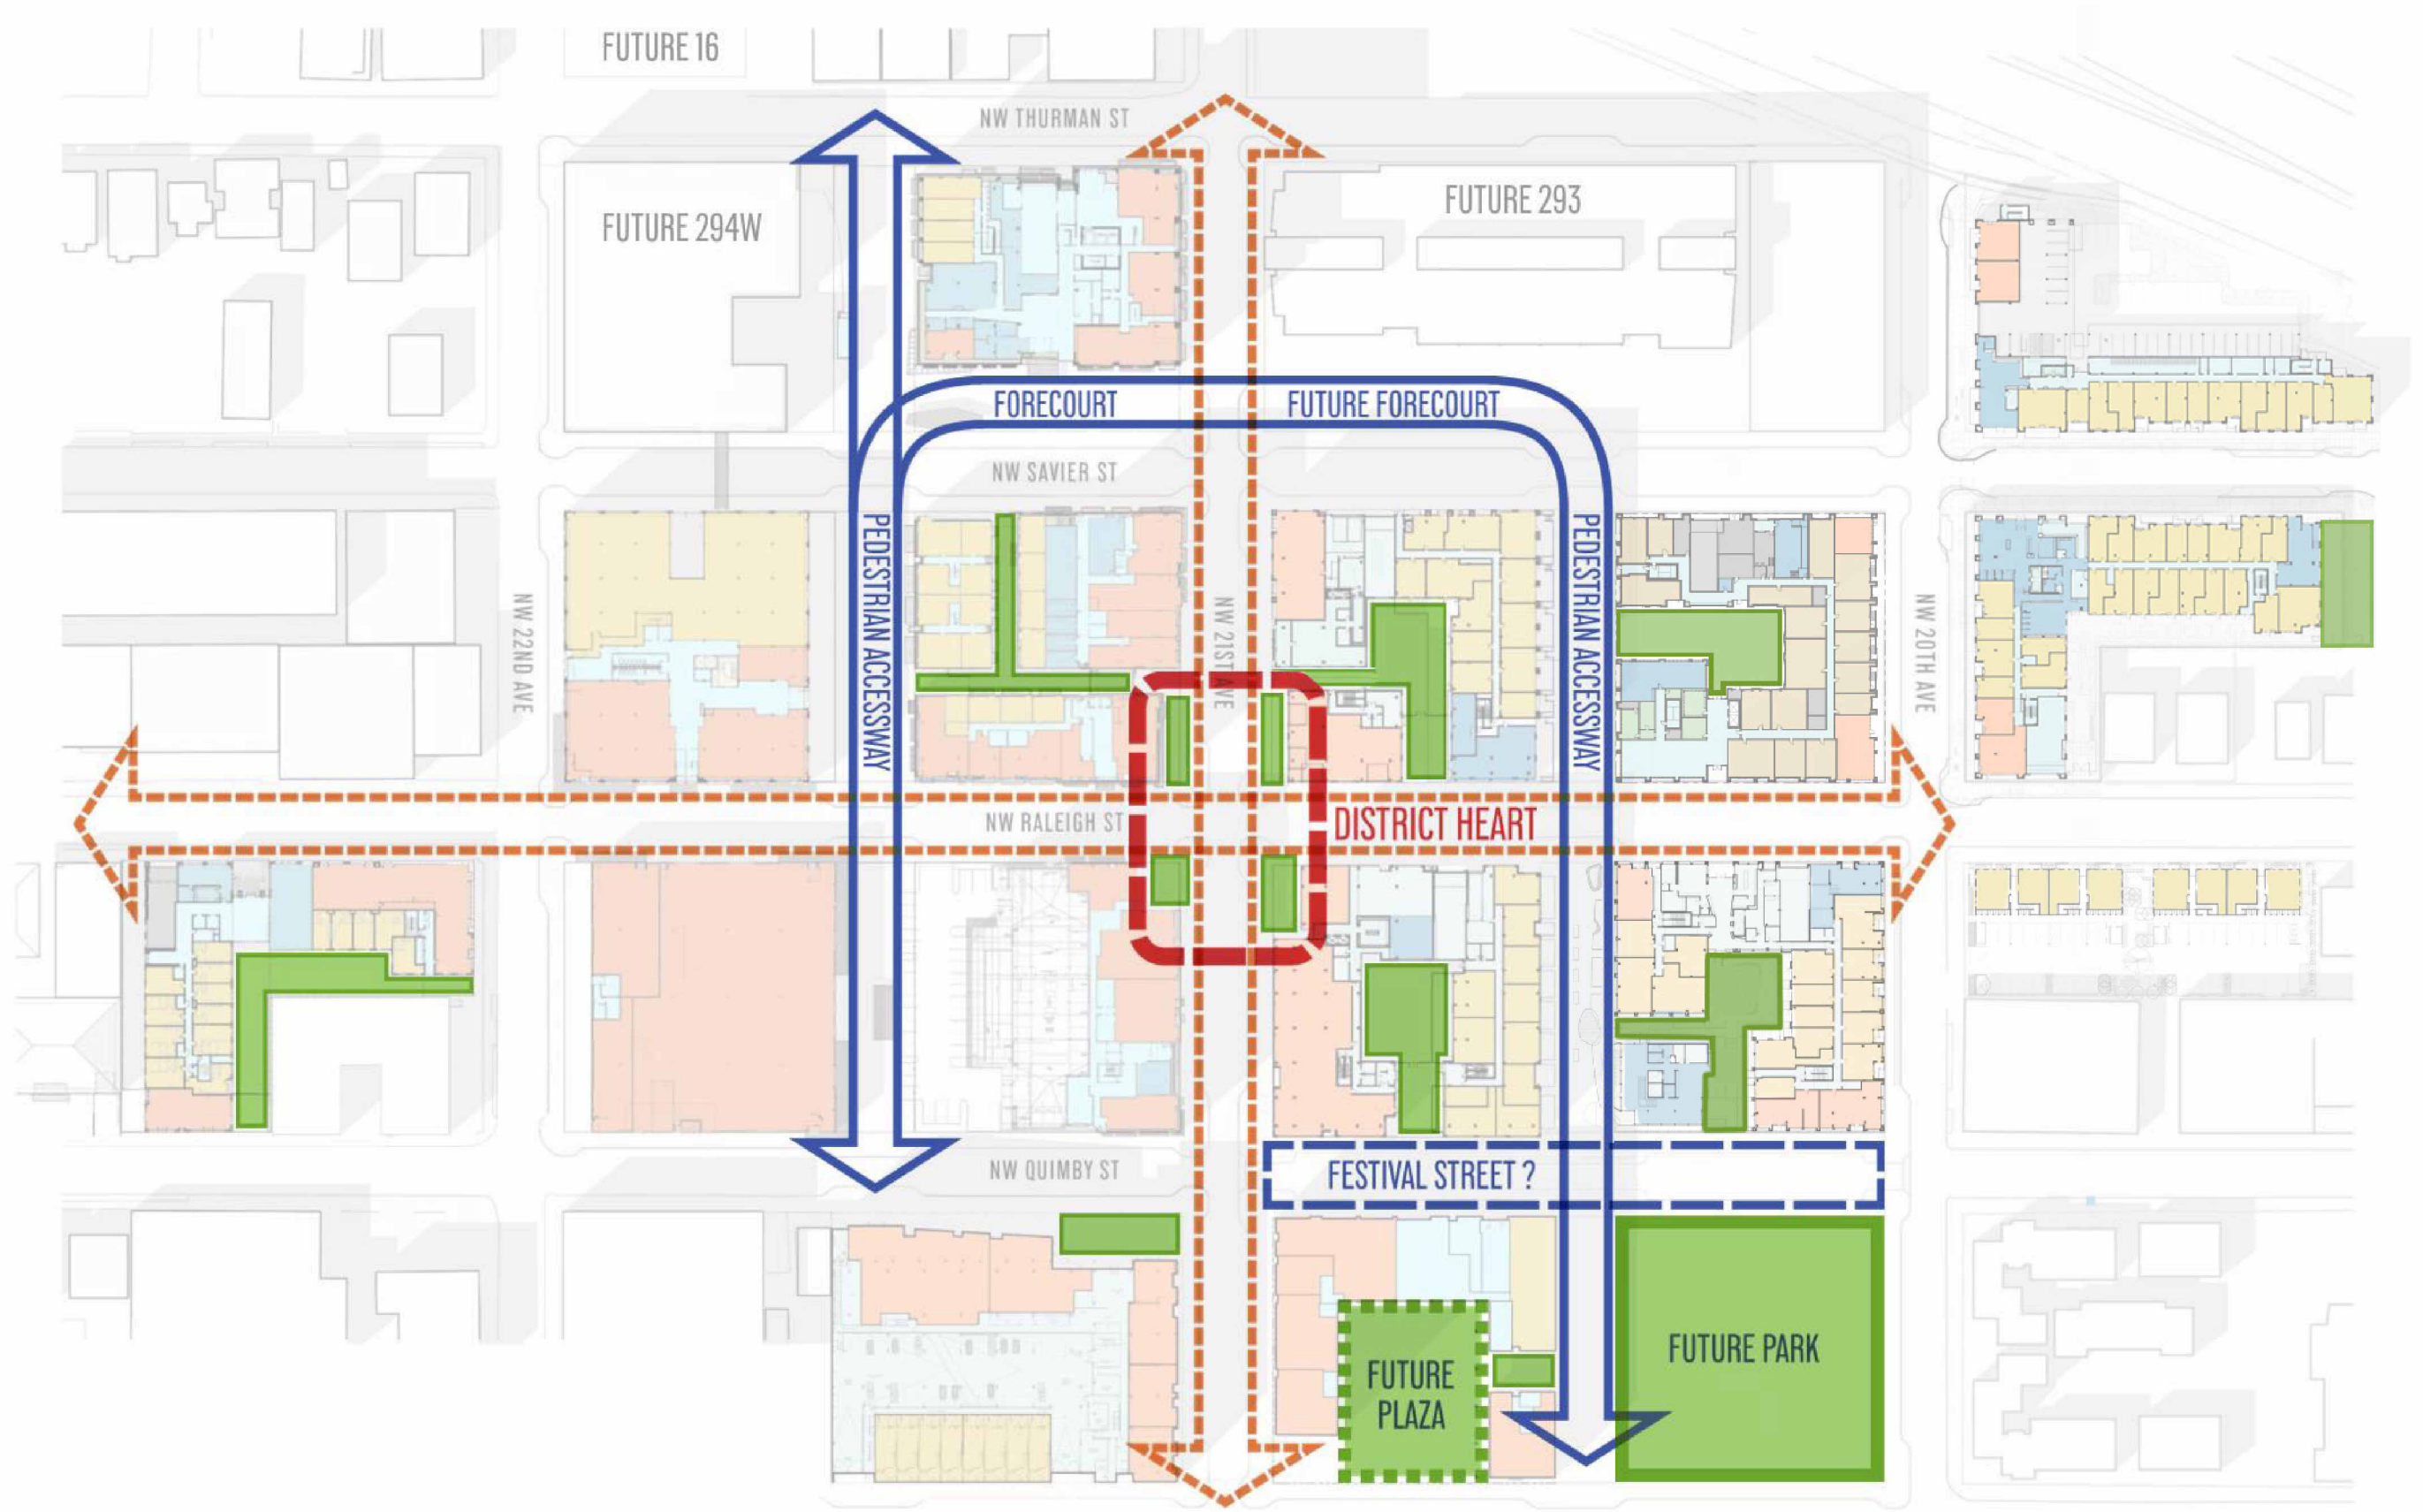 FUTURE 16
NW THURMAN ST
FUTURE 294W
FUTURE 293
FORECOURT
FUTURE FORECOURT
NW SAVIER ST
PEDESTRIAN ACCESSWAY
PEDESTRIAN ACCESSWAY
NW 22ND AVE
NW 21ST AVE
NW 20TH AVE
NW RALEIGH ST
DISTRICT HEART
NW QUIMBY ST
FESTIVAL STREET ?
FUTURE
PLAZA
FUTURE PARK